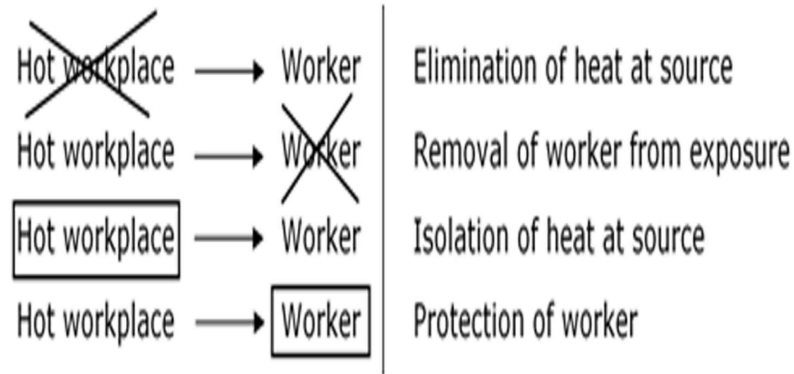 Hot workplace Worker Elimination of heat at source
Hot workplace Worker Removal of worker from exposure
Hot workplace Worker Isolation of heat at source
Hot workplace Worker Protection of worker